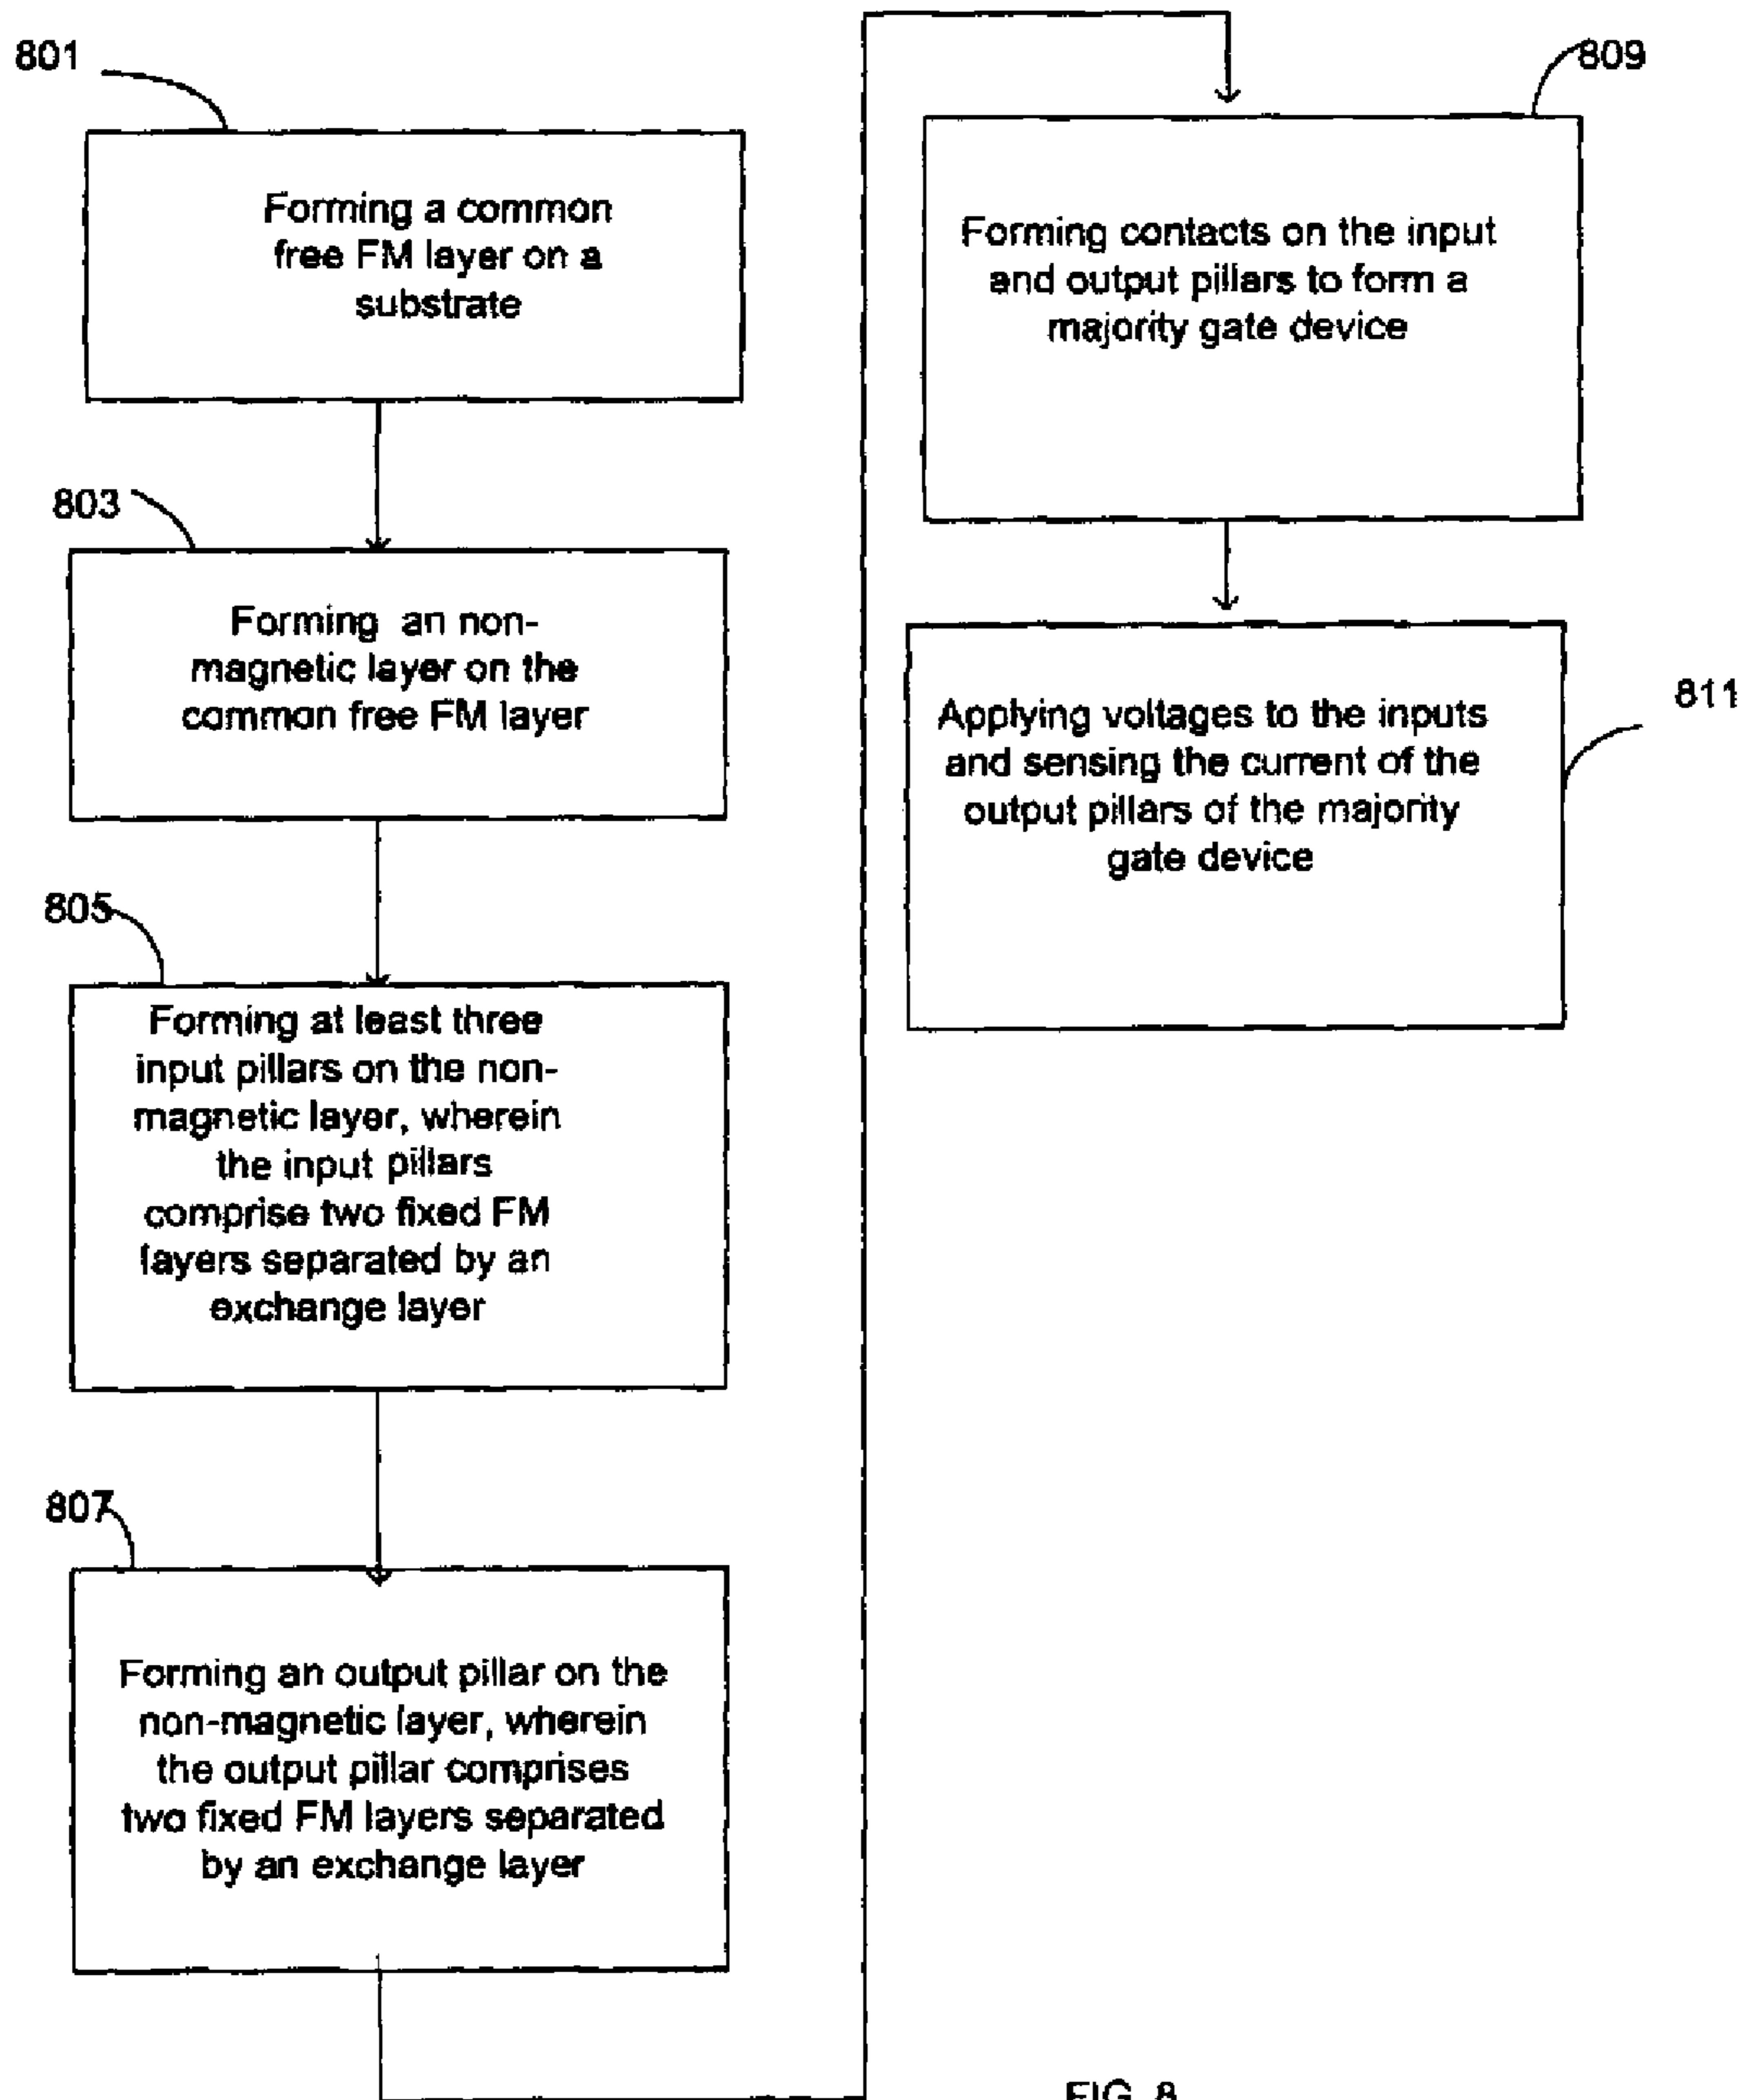 801
Forming a common
free FM layer on a
substrate
803
Forming an non-
magnetic layer on the
common free FM layer
805
Forming at least three
input pillars on the non-
magnetic layer, wherein
the input pillars
comprise two fixed FM
layers separated by an
exchange layer
807
Forming an output pillar on the
non-magnetic layer, wherein
the output pillar comprises
two fixed FM layers separated
by an exchange layer
809
Forming contacts on the input
and output pillars to form a
majority gate device
811
Applying voltages to the inputs
and sensing the current of the
output pillars of the majority
gate device
FIG. 8